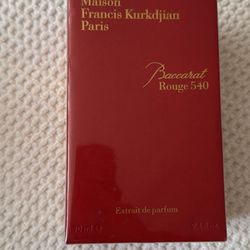 Maison
Francis Kurkdjian
Paris
Baccarat
Rouge 540
Extrait de parfum